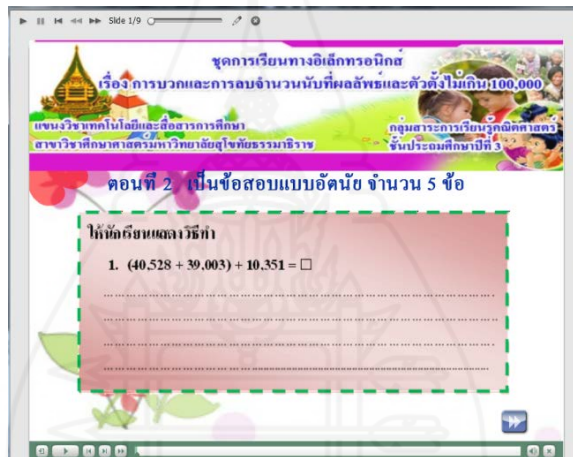 Slide 1/9
ชุดการเรียนทางอิเล็กทรอนิกส์
เรื่อง การบวกและการลบจำนวนนับที่ผลลัพธ์และตัวตั้งไม่เกิน 100,000
แขนงวิชาเทคโนโลยีและสื่อสารการศึกษา
กลุ่มสาระการเรียนรู้คณิตศาสตร์
สาขาวิชาศึกษาศาสตร์มหาวิทยาลัยสุโขทัยธรรมาธิราช
ชั้นประถมศึกษาปีที่ 3
ตอนที่ 2 เป็นข้อสอบแบบอัตนัย จำนวน 5 ข้อ
ให้นักเรียนแสดงวิธีทำ
1. (40,528 + 39,003) + 10,351 = □